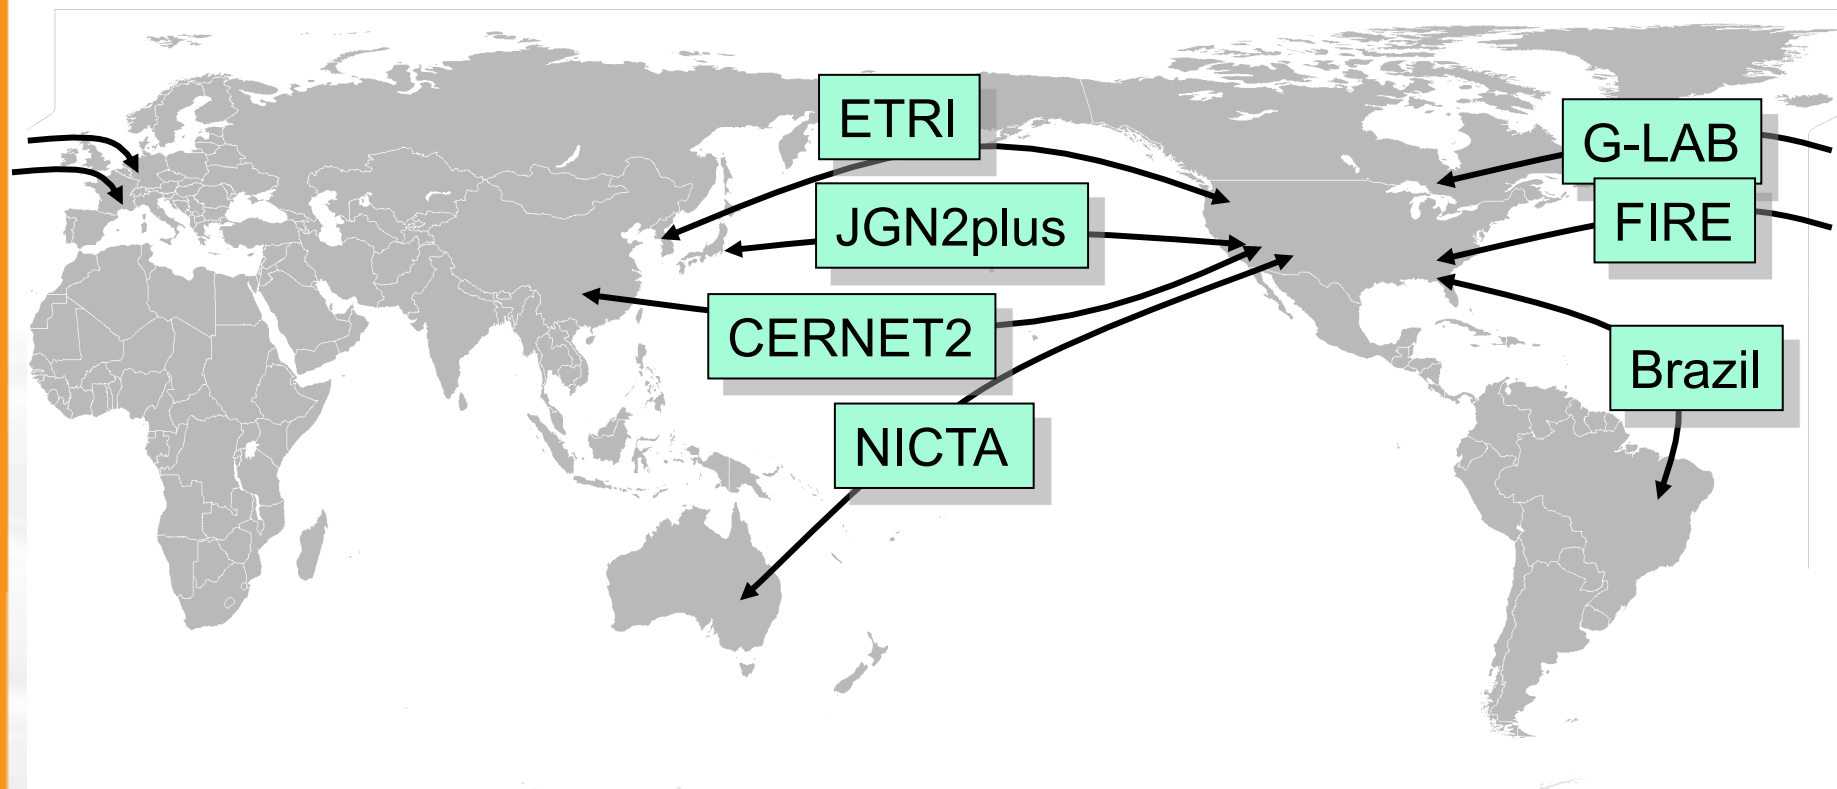 ETRI
G-LAB
JGN2plus
FIRE
CERNET2
Brazil
NICTA